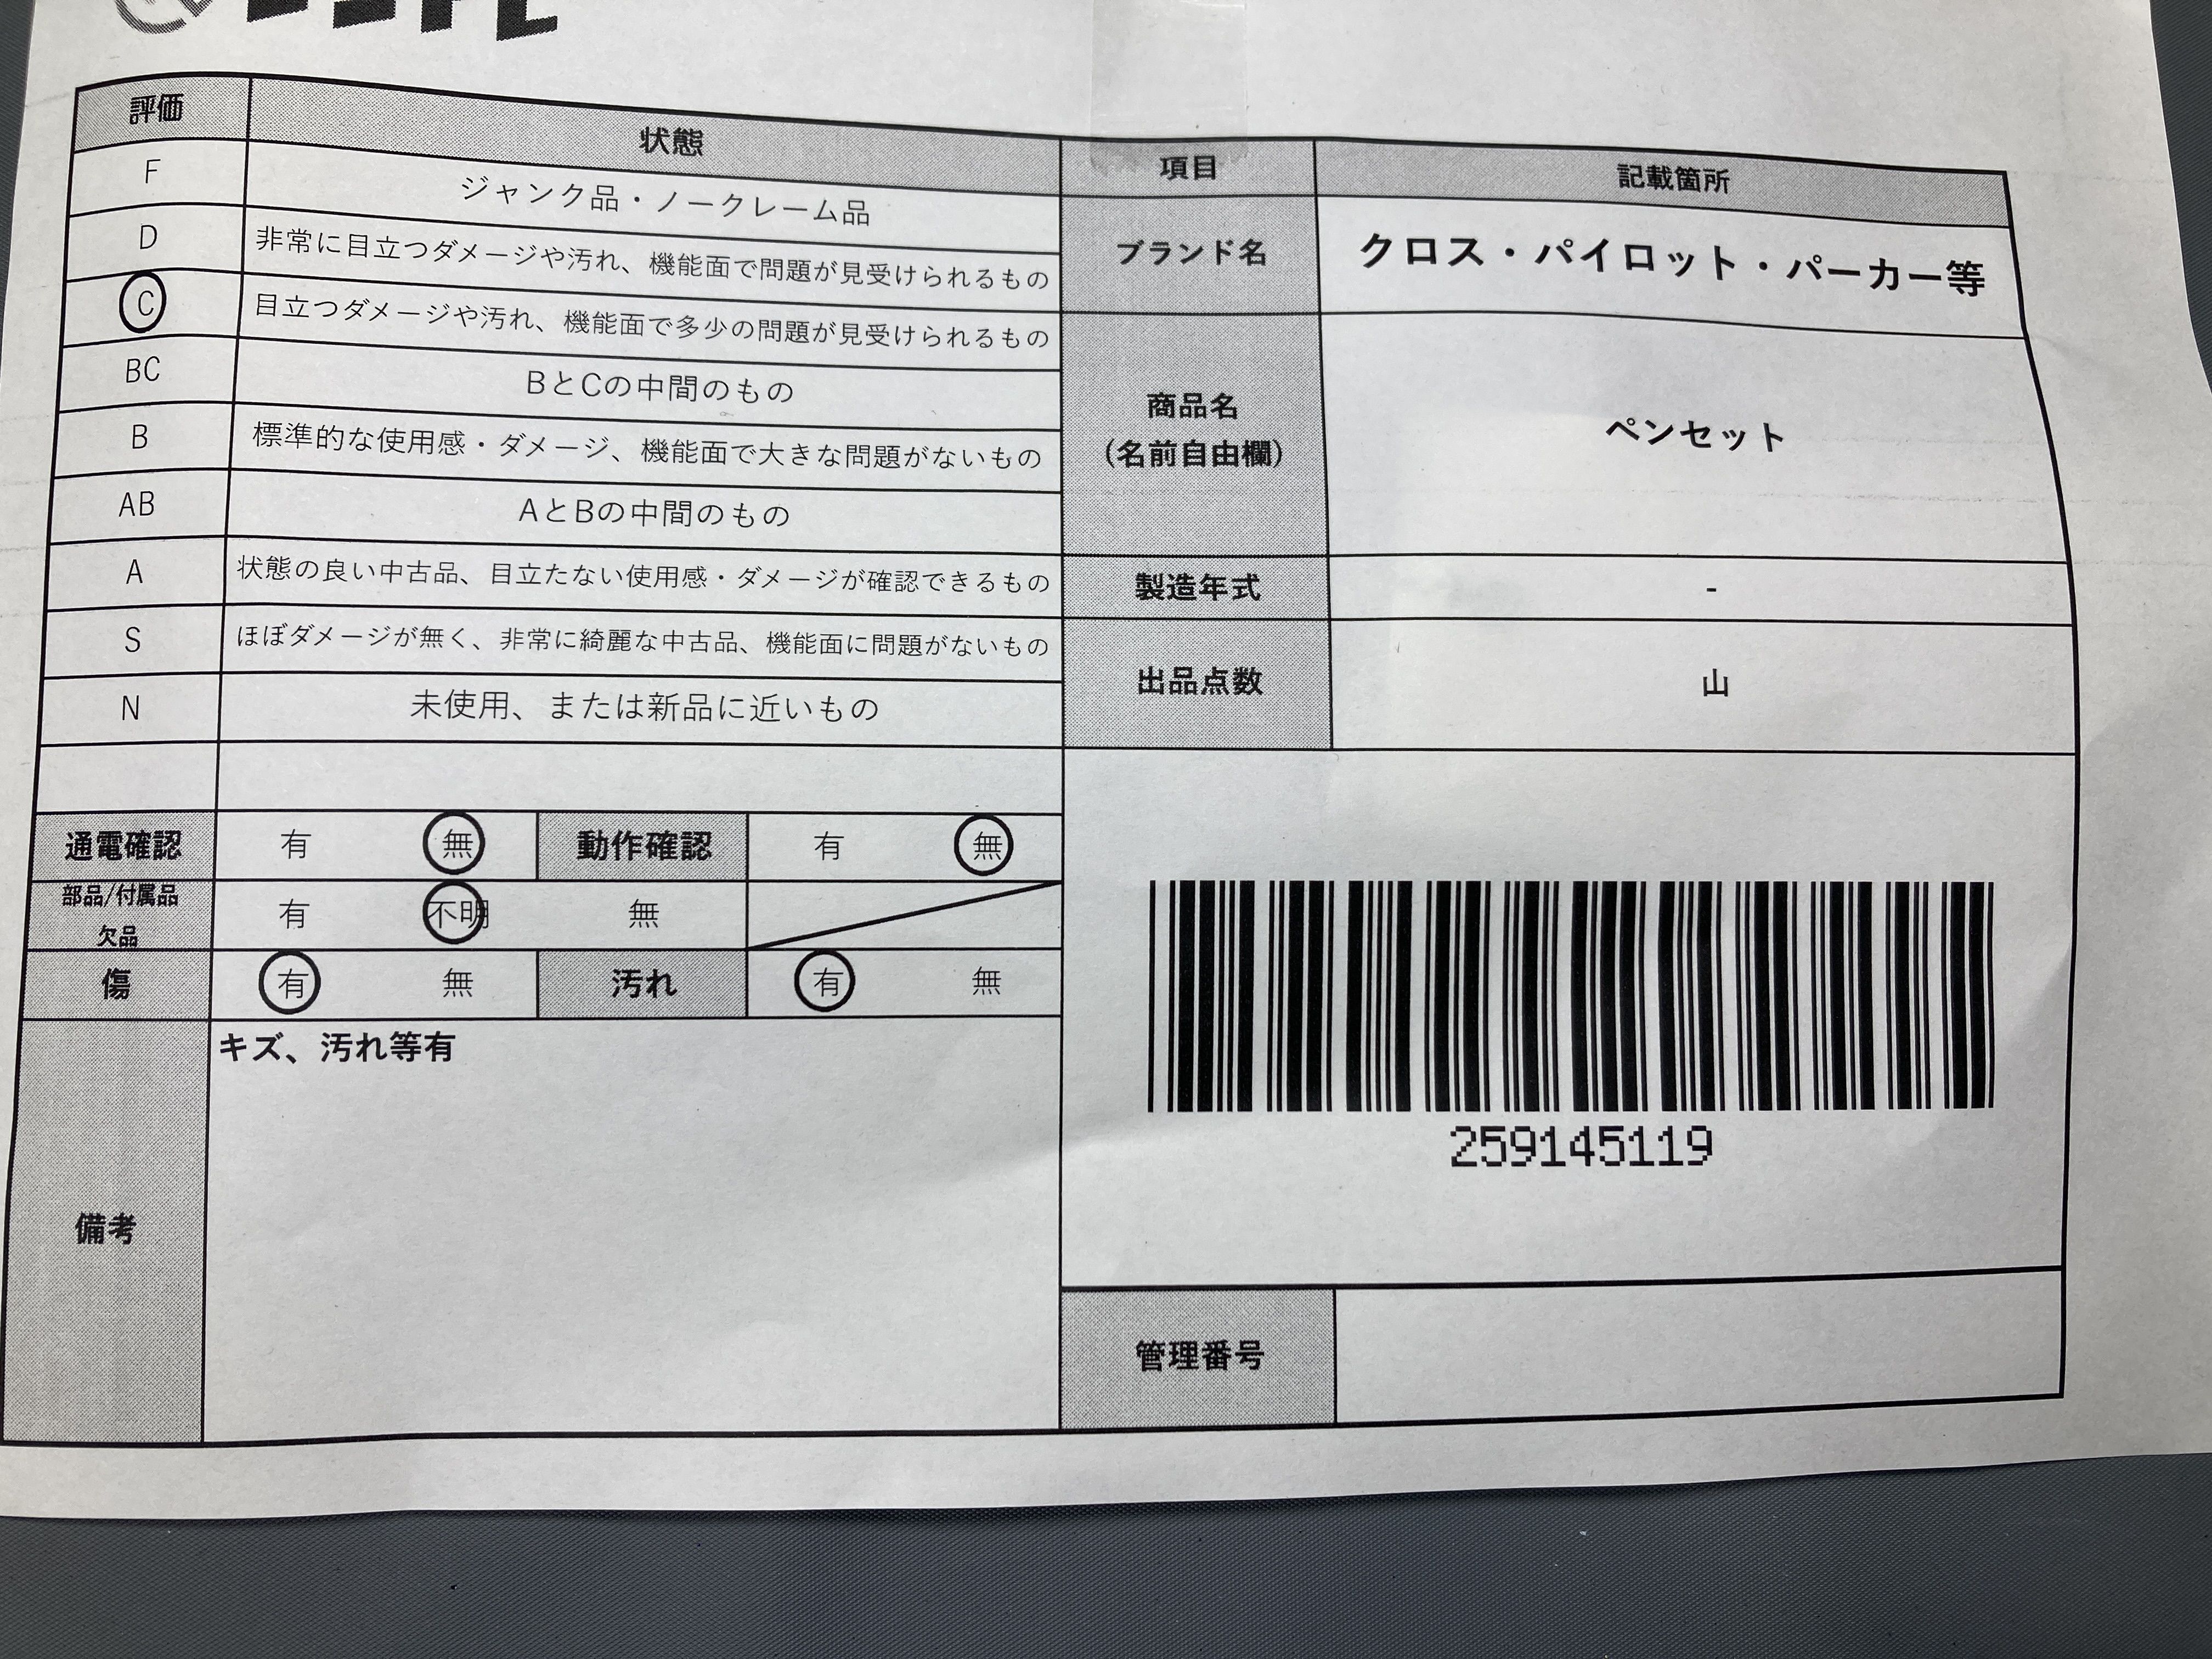 評価
状態
F
ジャンク品・ノークレーム品
D
非常に目立つダメージや汚れ、機能面で問題が見受けられるもの
C
目立つダメージや汚れ、機能面で多少の問題が見受けられるもの
BC
BとCの中間のもの
B
標準的な使用感・ダメージ、機能面で大きな問題がないもの
AB
AとBの中間のもの
A
状態の良い中古品、目立たない使用感・ダメージが確認できるもの
S
ほぼダメージが無く、非常に綺麗な中古品、機能面に問題がないもの
N
未使用、または新品に近いもの
通電確認 有 無 動作確認 有 無
部品/付属品
欠品
有 不明 無
傷 有 無 汚れ 有 無
備考
キズ、汚れ等有
項目
記載箇所
ブランド名
クロス・パイロット・パーカー等
商品名
(名前自由欄)
ペンセット
製造年式
-
出品点数
山
259145119
管理番号